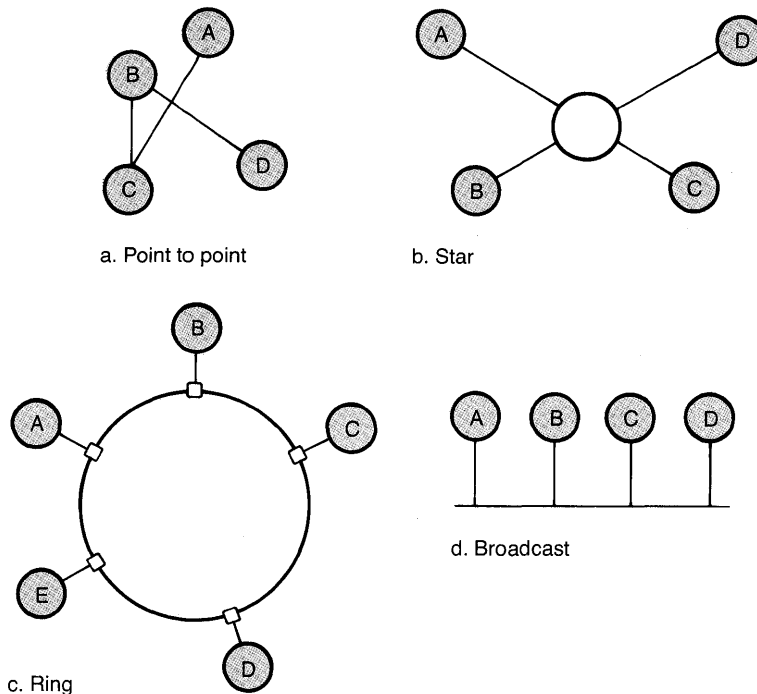 A
B
D
C
a. Point to point
A
D
B
C
b. Star
B
A
C
E
D
c. Ring
A B C D
d. Broadcast